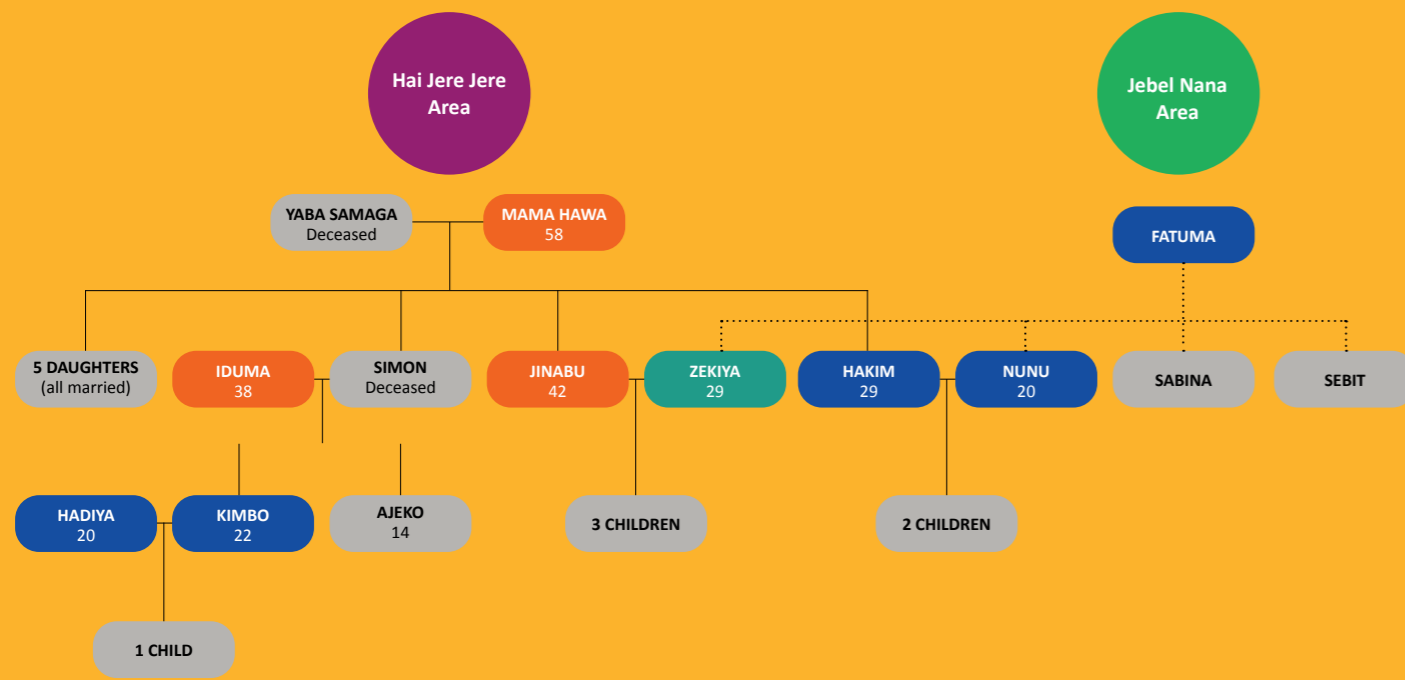 Hai Jere Jere
Area
Jebel Nana
Area
YABA SAMAGA
Deceased
MAMA HAWA
58
FATUMA
5 DAUGHTERS
(all married)
IDUMA
38
SIMON
Deceased
JINABU
42
ZEKIYA
29
HAKIM
29
NUNU
20
SABINA
SEBIT
HADIYA
20
KIMBO
22
AJEKO
14
3 CHILDREN
2 CHILDREN
1 CHILD